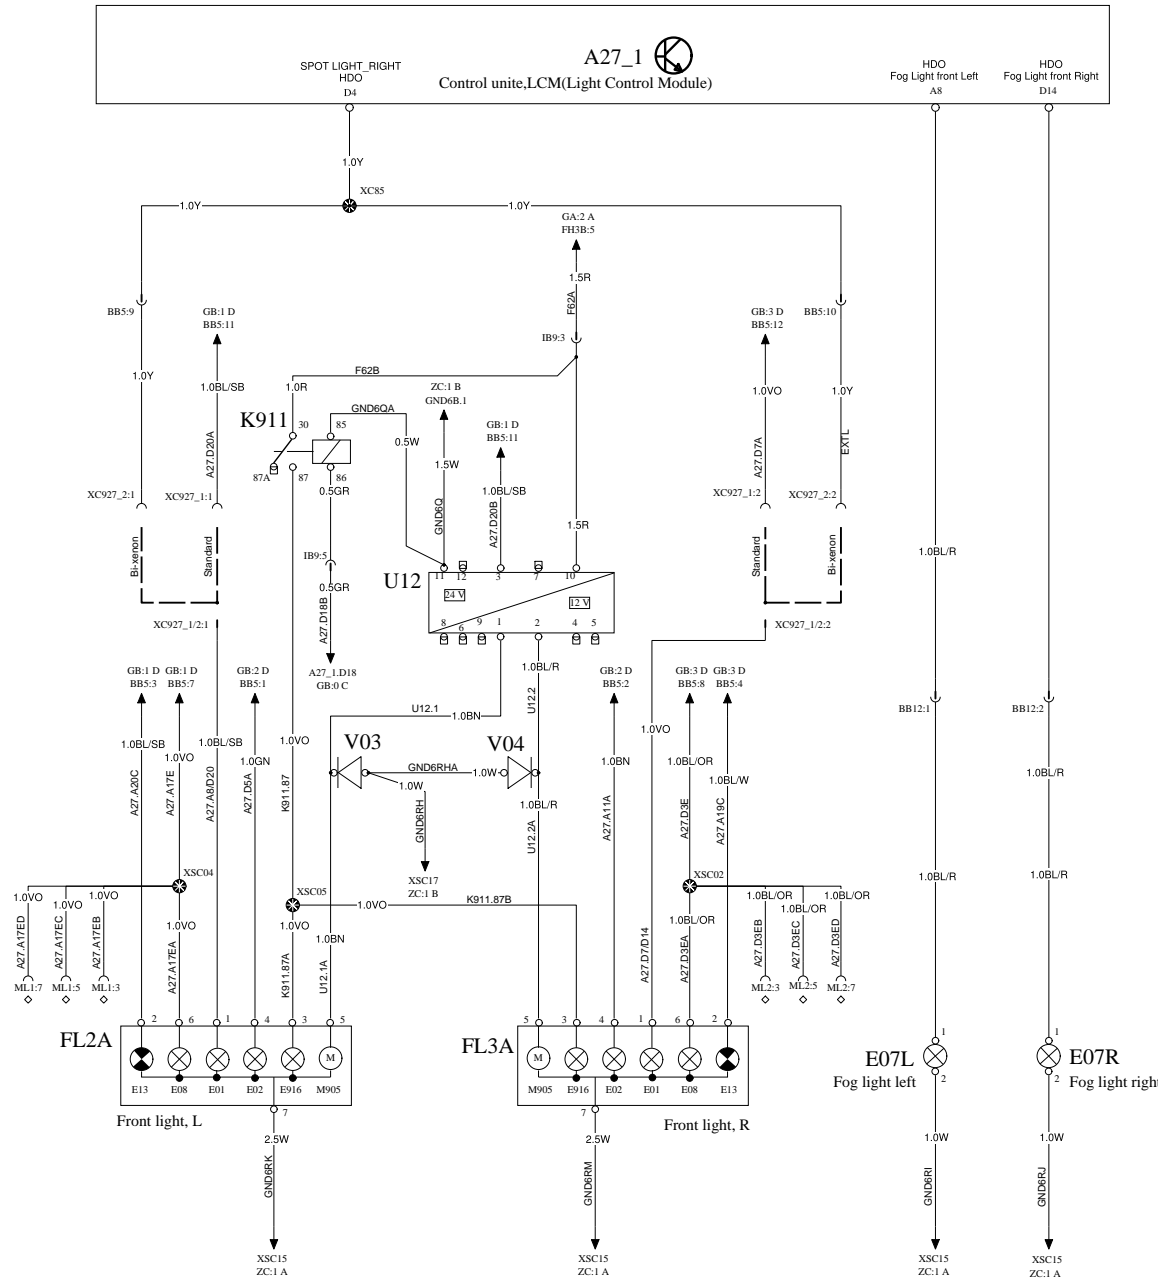 A27_1
Control unite,LCM(Light Control Module)
SPOT LIGHT_RIGHT
HDO
D4
HDO
Fog Light front Left
A8
HDO
Fog Light front Right
D14
1.0Y
XC85
1.0Y
1.0Y
GA:2 A
FH3B:5
1.5R
F62A
IB9:3
BB5:9
GB:1 D
BB5:11
GB:3 D
BB5:12
BB5:10
F62B
1.0Y
1.0BL/SB
1.0R
ZC:1 B
GND6B.1
1.0VO
1.0Y
K911
30
GND6QA
85
0.5W
GB:1 D
BB5:11
A27.D20A
A27.D7A
EXTL
87A
87
86
1.5W
0.5GR
1.0BL/SB
XC927_2:1
XC927_1:1
XC927_1:2
XC927_2:2
GND6Q
A27.D20B
1.5R
Bi-xenon
Standard
Standard
Bi-xenon
IB9:5
1.0BL/R
0.5GR
U12
11
12
3
7
10
24 V
12 V
8
6
9
1
2
4
5
A27.D18B
XC927_1/2:1
XC927_1/2:2
GB:1 D
BB5:3
GB:1 D
BB5:7
GB:2 D
BB5:1
A27_1.D18
GB:0 C
1.0BL/R
U12.2
GB:2 D
BB5:2
GB:3 D
BB5:8
GB:3 D
BB5:4
U12.1
1.0BN
BB12:1
BB12:2
1.0BL/SB
1.0VO
1.0BL/SB
1.0GN
1.0VO
V03
V04
1.0VO
1.0BL/OR
1.0BN
1.0BL/W
GND6RHA
1.0W
1.0W
1.0BL/R
1.0BL/R
1.0BL/R
A27.A20C
A27.A17E
A27.A8/D20
A27.D5A
K911.87
GND6RH
U12.2A
A27.A11A
A27.D3E
A27.A19C
XSC04
XSC05
XSC17
ZC:1 B
XSC02
1.0BL/R
1.0BL/R
1.0VO
1.0VO
1.0VO
1.0VO
1.0VO
1.0VO
K911.87B
1.0BL/OR
1.0BL/OR
1.0BL/OR
1.0BL/OR
A27.A17ED
A27.A17EC
A27.A17EB
A27.A17EA
K911.87A
1.0BN
U12.1A
A27.D7/D14
A27.D3EA
A27.D3EB
A27.D3EC
A27.D3ED
ML1:7
ML1:5
ML1:3
ML2:3
ML2:5
ML2:7
FL2A
2
6
1
4
3
5
M
E13
E08
E01
E02
E916
M905
7
Front light, L
FL3A
5
3
4
1
6
2
M
M905
E916
E02
E01
E08
E13
7
Front light, R
1
E07L
Fog light left
2
1
E07R
Fog light right
2
2.5W
GND6RK
2.5W
GND6RM
1.0W
GND6RI
1.0W
GND6RJ
XSC15
ZC:1 A
XSC15
ZC:1 A
XSC15
ZC:1 A
XSC15
ZC:1 A